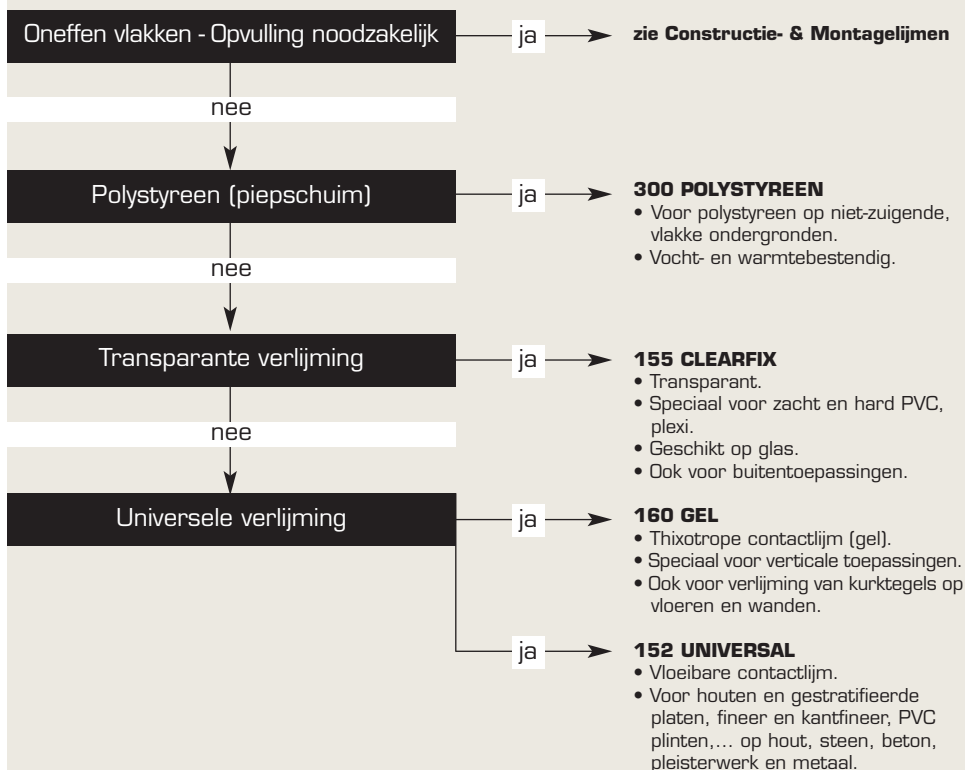 Oneffen vlakken - Opvulling noodzakelijk
ja
zie Constructie- & Montagelijmen
nee
Polystyreen (piepschuim)
ja
300 POLYSTYREEN
• Voor polystyreen op niet-zuigende,
vlakke ondergronden.
• Vocht- en warmtebestendig.
nee
Transparante verlijming
ja
155 CLEARFIX
• Transparant.
• Speciaal voor zacht en hard PVC,
plexi.
• Geschikt op glas.
• Ook voor buitentoepassingen.
nee
Universele verlijming
ja
160 GEL
• Thixotrope contactlijm (gel).
• Speciaal voor verticale toepassingen.
• Ook voor verlijming van kurktegels op
vloeren en wanden.
ja
152 UNIVERSAL
• Vloeibare contactlijm.
• Voor houten en gestratifieerde
platen, fineer en kantfineer, PVC
plinten,... op hout, steen, beton,
pleisterwerk en metaal.